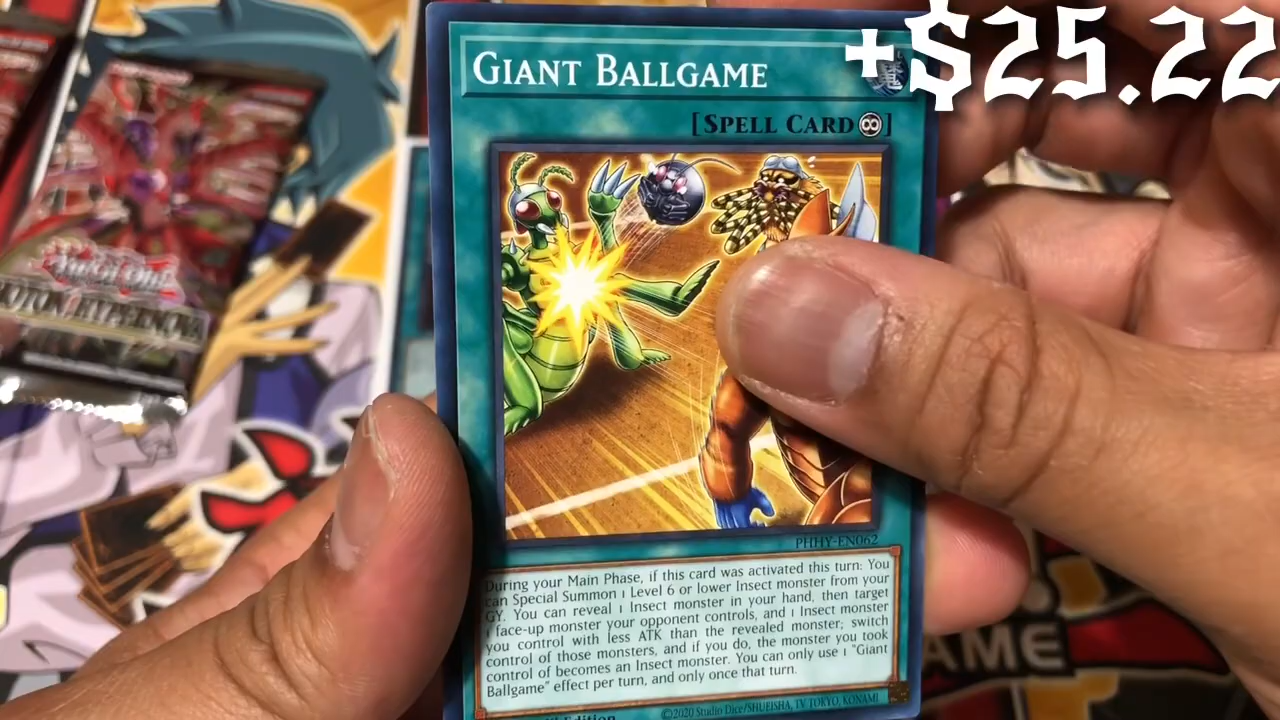 +$25.22
GIANT BALLGAME
[SPELL CARD]
PHHY-EN062
During your Main Phase, if this card was activated this turn: You
can Special Summon 1 Level 6 or lower Insect monster from your
GY. You can reveal 1 Insect monster in your hand, then target
1 face-up monster your opponent controls, and 1 Insect monster
you control with less ATK than the revealed monster; switch
control of those monsters, and if you do, the monster you took
control of becomes an Insect monster. You can only use 1 "Giant
Ballgame" effect per turn, and only once that turn.
Edition
©2020 Studio Dice/SHUEISHA, TV TOKYO, KONAMI
Yu-Gi-Oh!
HYPERNOVA
GAME